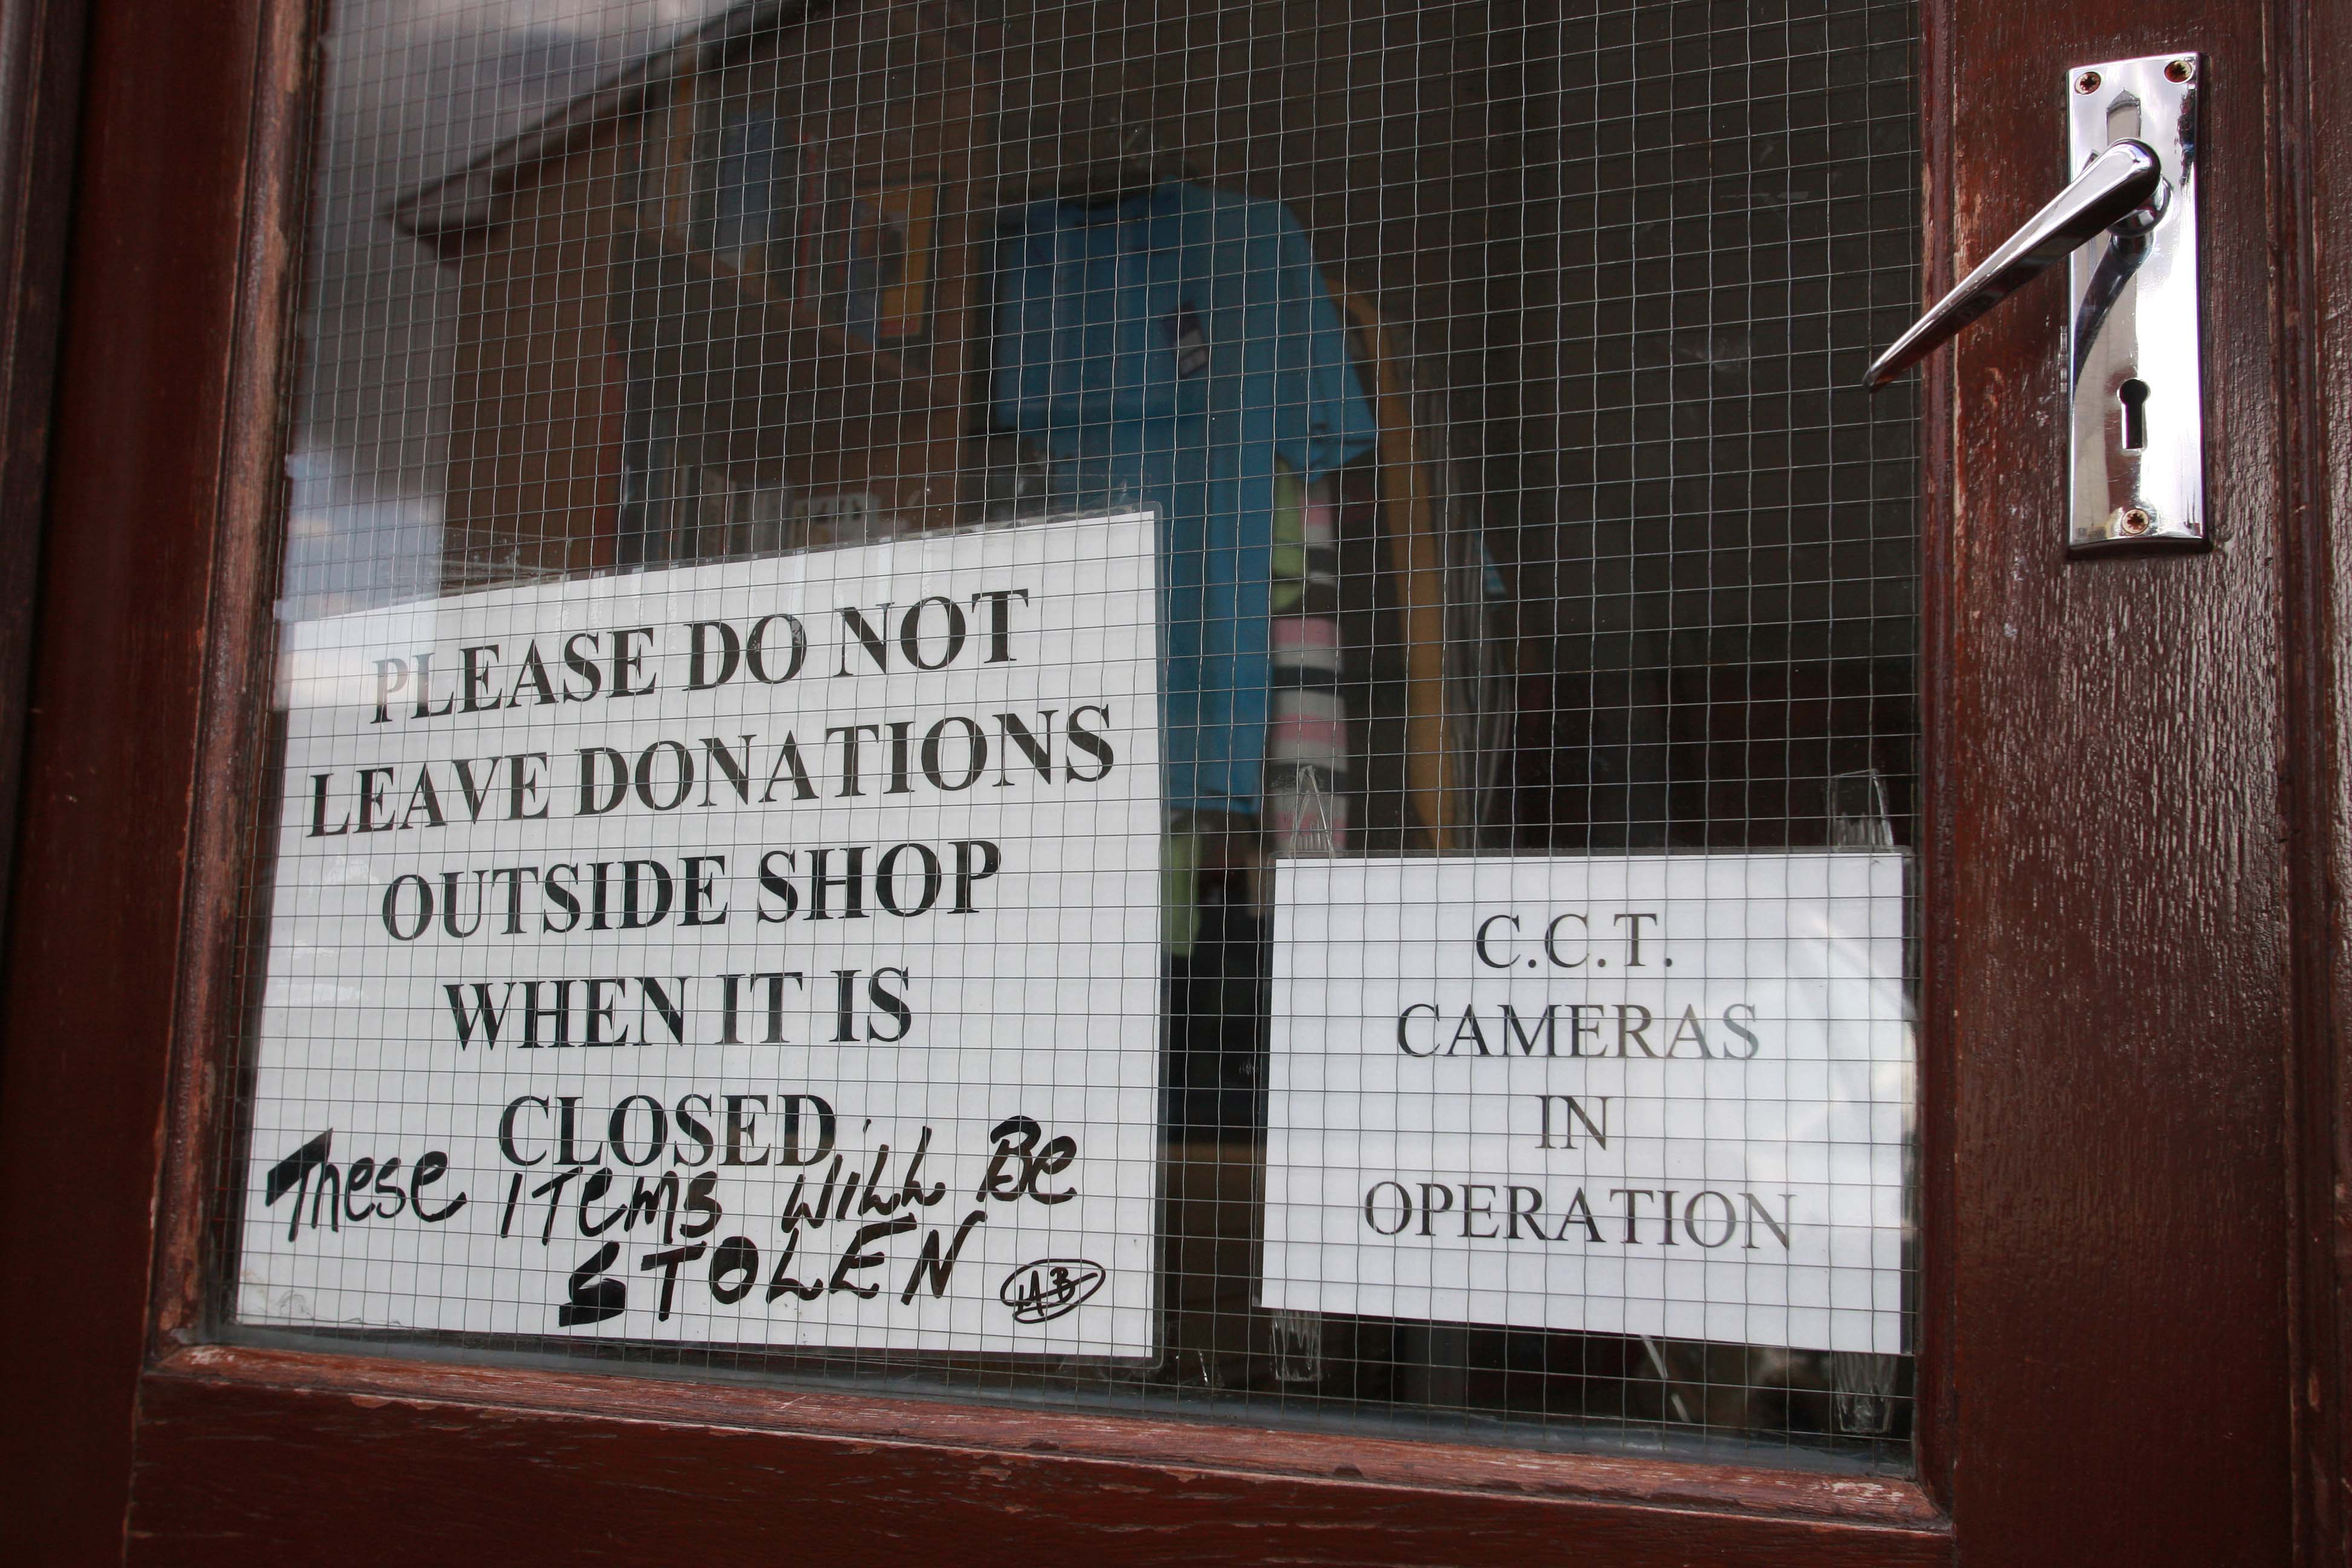 PLEASE DO NOT
LEAVE DONATIONS
OUTSIDE SHOP
WHEN IT IS
CLOSED
These ITems WiLL Be
STOLEN
C.C.T.
CAMERAS
IN
OPERATION